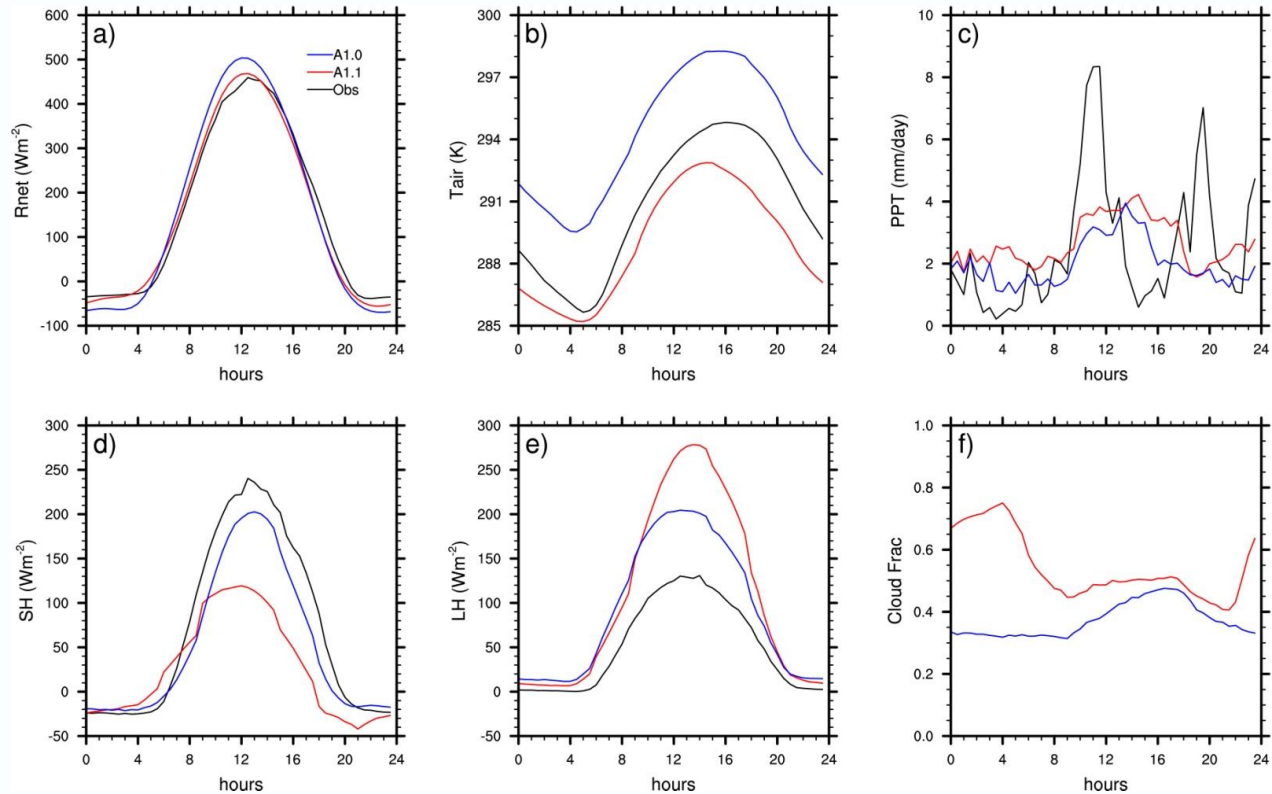 a)
A1.0
A1.1
Obs
Rnet (Wm-2)
600
500
400
300
200
100
0
-100
0 4 8 12 16 20 24
hours
b)
Tair (K)
300
297
294
291
288
285
0 4 8 12 16 20 24
hours
c)
PPT (mm/day)
10
8
6
4
2
0
0 4 8 12 16 20 24
hours
d)
SH (Wm-2)
300
250
200
150
100
50
0
-50
0 4 8 12 16 20 24
hours
e)
LH (Wm-2)
300
250
200
150
100
50
0
-50
0 4 8 12 16 20 24
hours
f)
Cloud Frac
1.0
0.8
0.6
0.4
0.2
0.0
0 4 8 12 16 20 24
hours